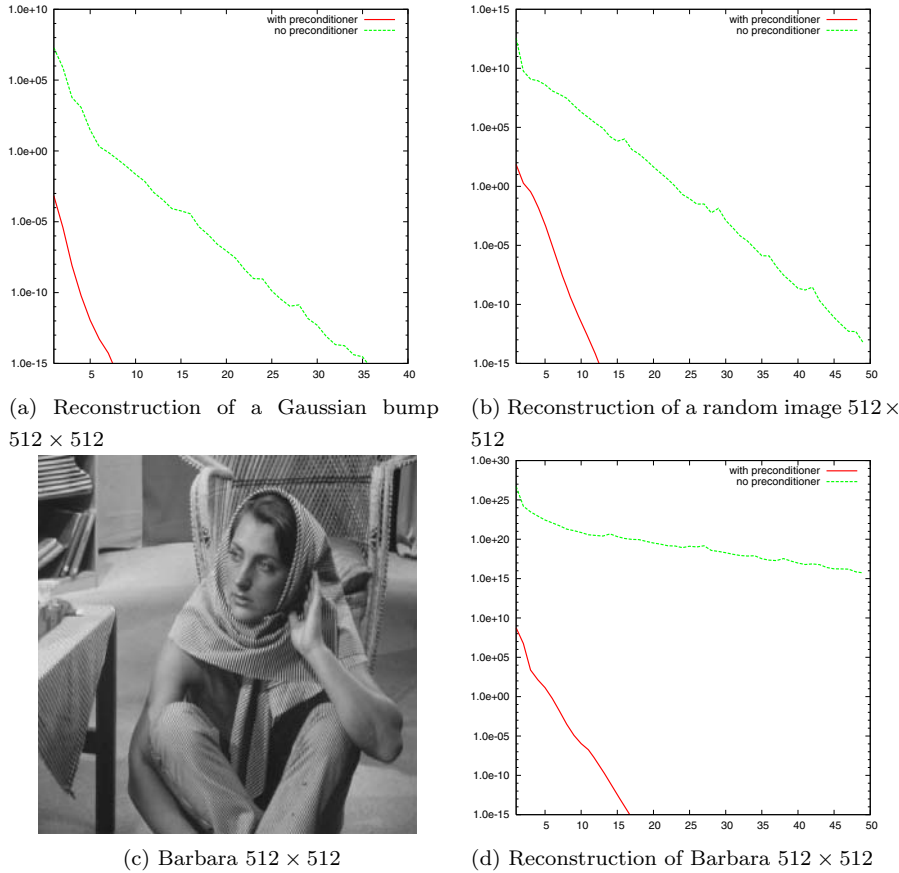 1.0e+10
1.0e+05
1.0e+00
1.0e-05
1.0e-10
1.0e-15
5 10 15 20 25 30 35 40
with preconditioner
no preconditioner
(a) Reconstruction of a Gaussian bump
512 × 512
1.0e+15
1.0e+10
1.0e+05
1.0e+00
1.0e-05
1.0e-10
1.0e-15
5 10 15 20 25 30 35 40 45 50
with preconditioner
no preconditioner
(b) Reconstruction of a random image 512×
512
(c) Barbara 512 × 512
1.0e+30
1.0e+25
1.0e+20
1.0e+15
1.0e+10
1.0e+05
1.0e+00
1.0e-05
1.0e-10
1.0e-15
5 10 15 20 25 30 35 40 45 50
with preconditioner
no preconditioner
(d) Reconstruction of Barbara 512 × 512